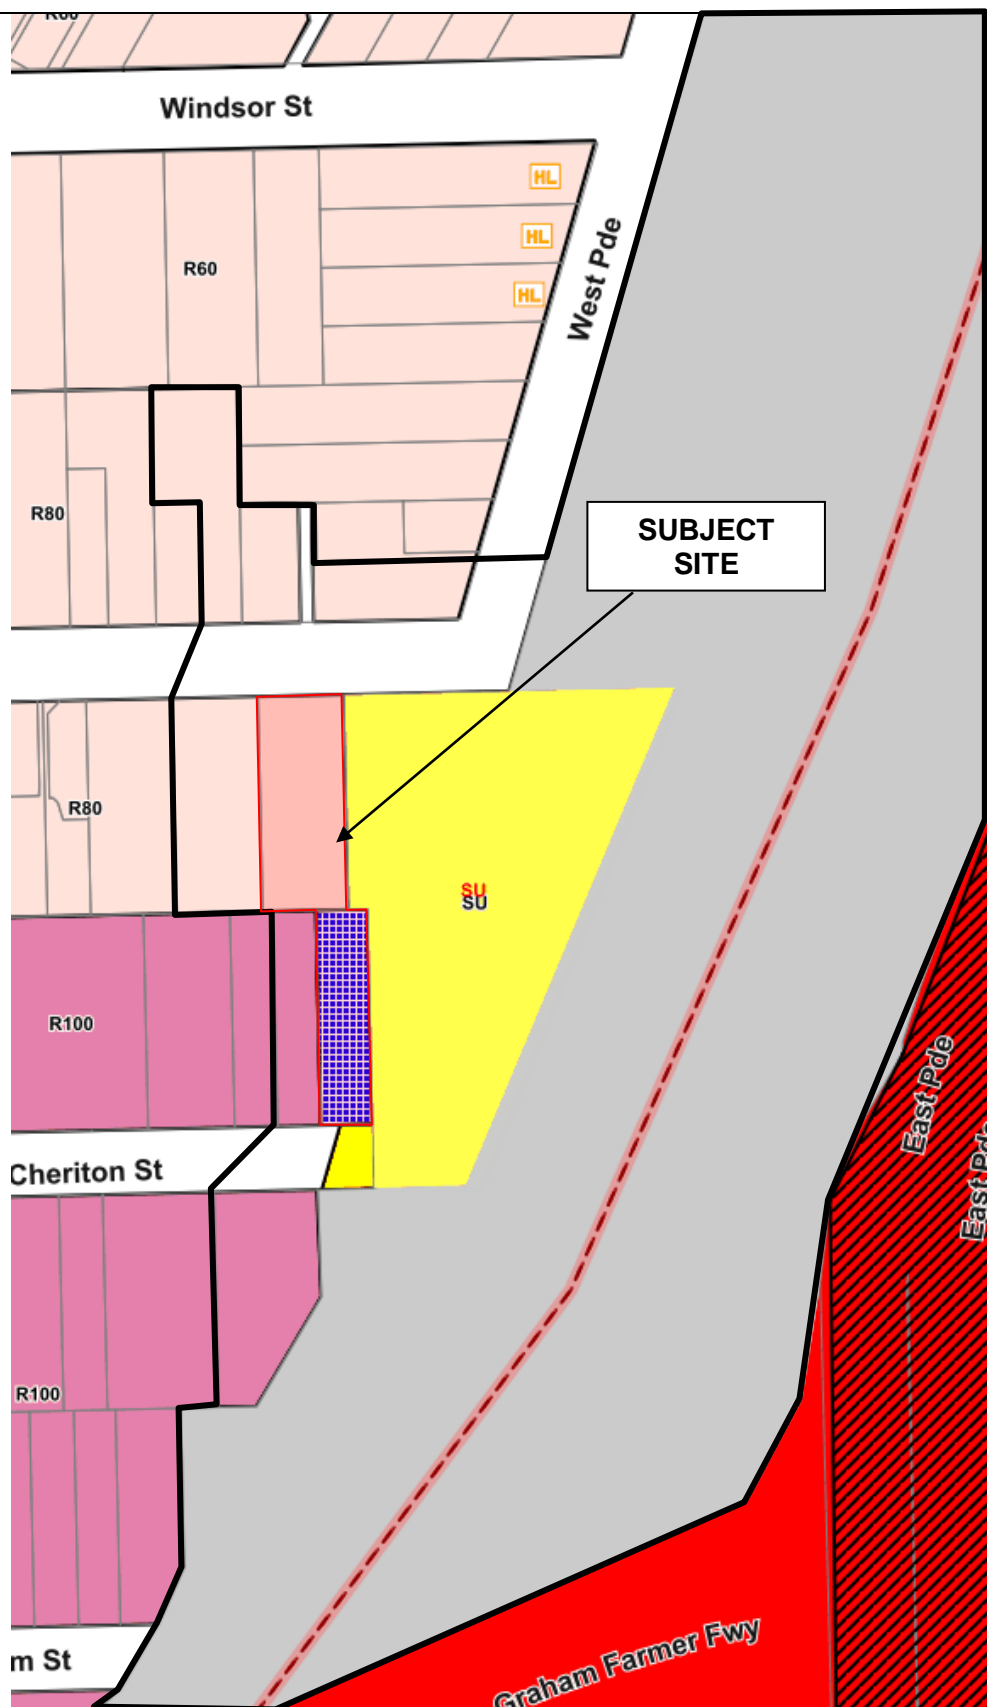 R60
Windsor St
HL
R60
HL
West Pde
HL
R80
SUBJECT
SITE
R80
SU
SU
R100
East Pde
East Pde
Cheriton St
R100
m St
Graham Farmer Fwy